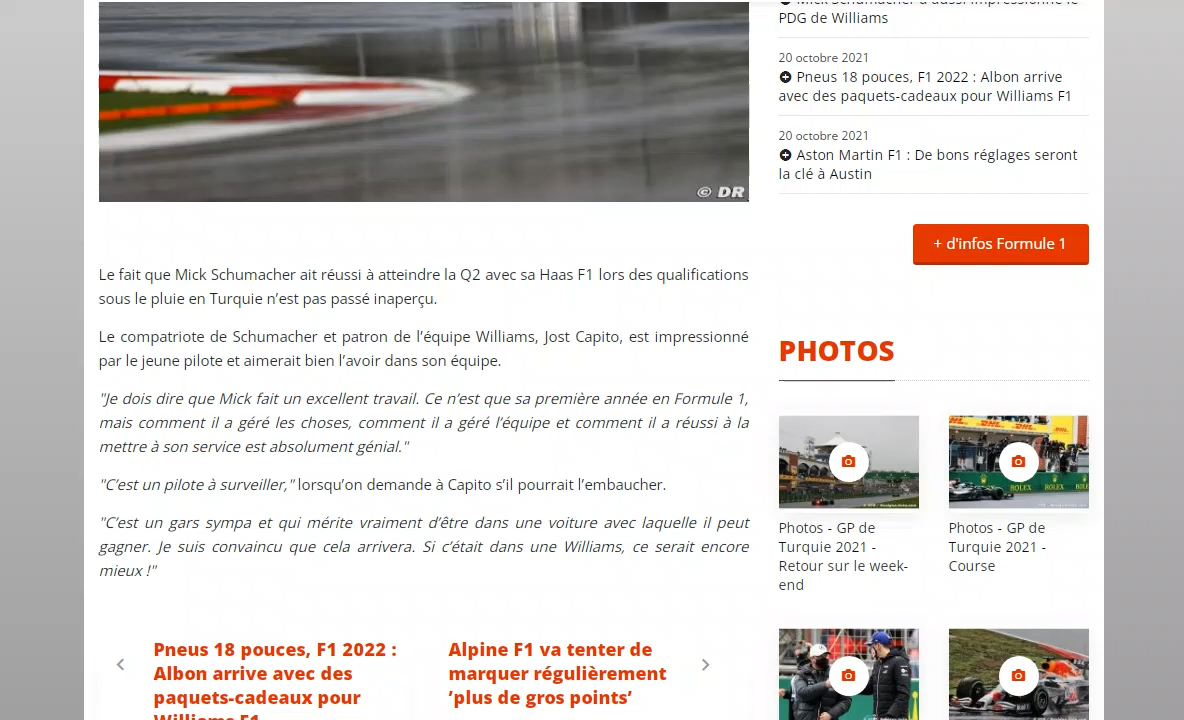 © DR
Le fait que Mick Schumacher ait réussi à atteindre la Q2 avec sa Haas F1 lors des qualifications
sous le pluie en Turquie n’est pas passé inaperçu.
Le compatriote de Schumacher et patron de l’équipe Williams, Jost Capito, est impressionné
par le jeune pilote et aimerait bien l’avoir dans son équipe.
"Je dois dire que Mick fait un excellent travail. Ce n’est que sa première année en Formule 1,
mais comment il a géré les choses, comment il a géré l’équipe et comment il a réussi à la
mettre à son service est absolument génial."
"C’est un pilote à surveiller," lorsqu’on demande à Capito s’il pourrait l’embaucher.
"C’est un gars sympa et qui mérite vraiment d’être dans une voiture avec laquelle il peut
gagner. Je suis convaincu que cela arrivera. Si c’était dans une Williams, ce serait encore
mieux !"
Pneus 18 pouces, F1 2022 :
Albon arrive avec des
paquets-cadeaux pour
Williams F1
Alpine F1 va tenter de
marquer régulièrement
‘plus de gros points’
Mick Schumacher a aussi impressionné le
PDG de Williams
20 octobre 2021
Pneus 18 pouces, F1 2022 : Albon arrive
avec des paquets-cadeaux pour Williams F1
20 octobre 2021
Aston Martin F1 : De bons réglages seront
la clé à Austin
+ d'infos Formule 1
PHOTOS
ROLEX
ROLEX
Photos - GP de
Turquie 2021 -
Retour sur le week-
end
Photos - GP de
Turquie 2021 -
Course